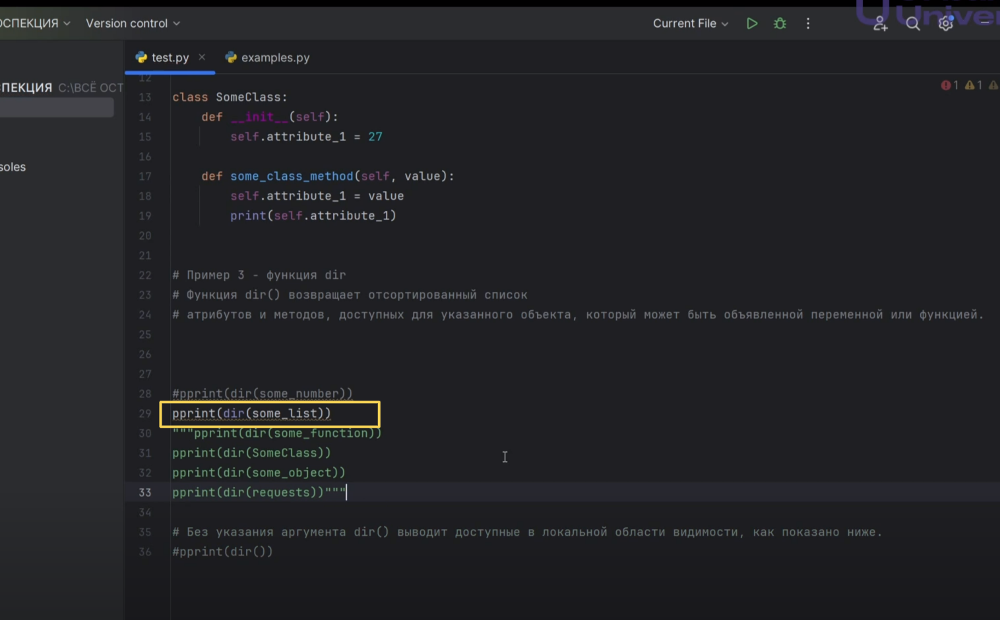 ОСПЕКЦИЯ Version control Current File
test.py examples.py
ПЕКЦИЯ C:\ВСЁ ОСТ
soles
1 1
12
13 class SomeClass:
14 def __init__(self):
15 self.attribute_1 = 27
16
17 def some_class_method(self, value):
18 self.attribute_1 = value
19 print(self.attribute_1)
20
21
22 # Пример 3 - функция dir
23 # Функция dir() возвращает отсортированный список
24 # атрибутов и методов, доступных для указанного объекта, который может быть объявленной переменной или функцией.
25
26
27
28 #pprint(dir(some_number))
29 pprint(dir(some_list))
30 """pprint(dir(some_function))
31 pprint(dir(SomeClass))
32 pprint(dir(some_object))
33 pprint(dir(requests))"""
34
35 # Без указания аргумента dir() выводит доступные в локальной области видимости, как показано ниже.
36 #pprint(dir())